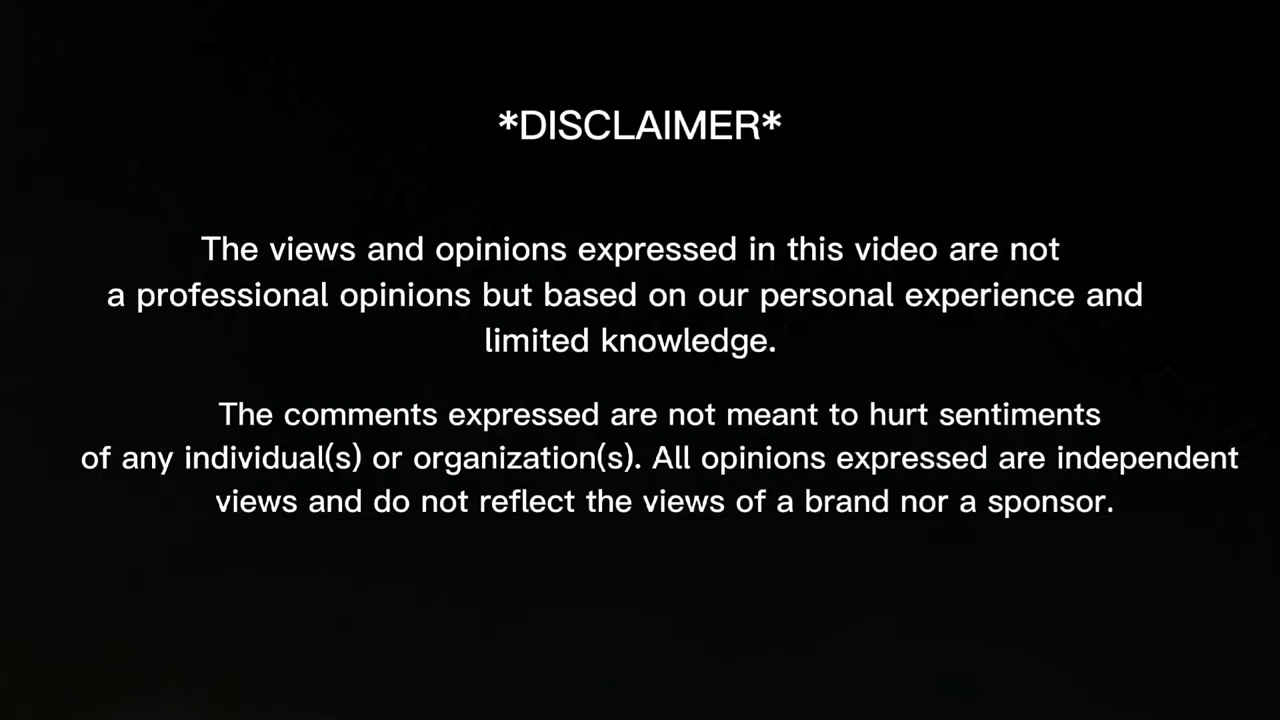 *DISCLAIMER*
The views and opinions expressed in this video are not
a professional opinions but based on our personal experience and
limited knowledge.
The comments expressed are not meant to hurt sentiments
of any individual(s) or organization(s). All opinions expressed are independent
views and do not reflect the views of a brand nor a sponsor.